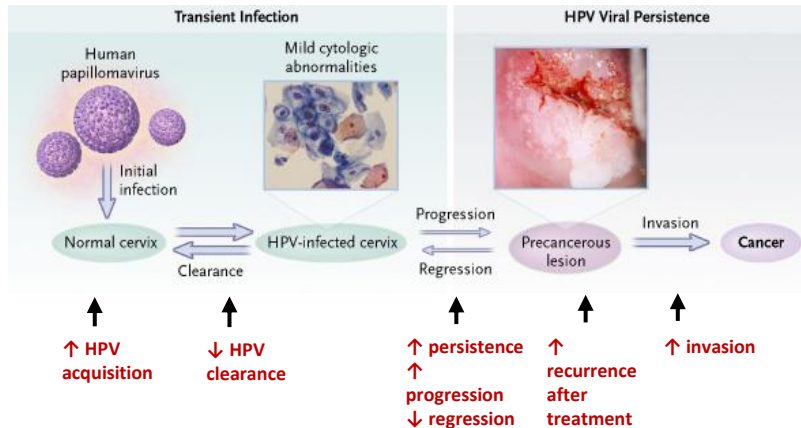 Transient Infection
HPV Viral Persistence
Human
papillomavirus
Mild cytologic
abnormalities
Initial
infection
Normal cervix
Clearance
HPV-infected cervix
Progression
Regression
Precancerous
lesion
Invasion
Cancer
↑ HPV
acquisition
↓ HPV
clearance
↑ persistence
↑
progression
↓ regression
↑
recurrence
after
treatment
↑ invasion